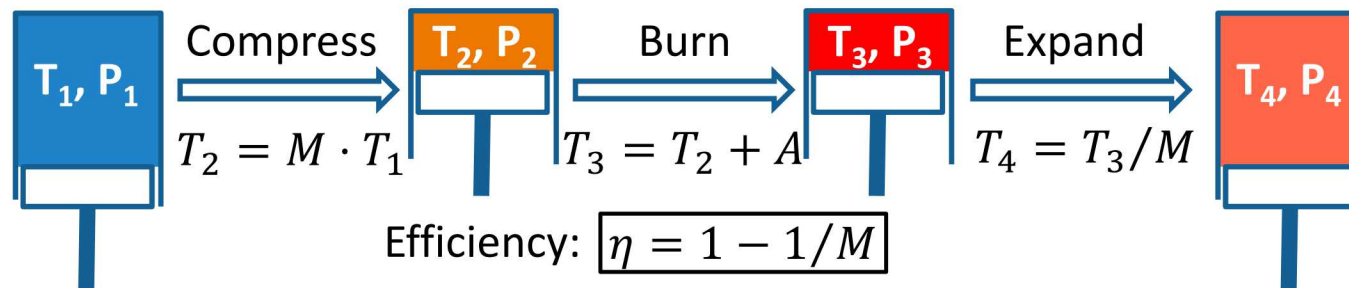 Compress
Burn
Expand
T₁, P₁
T₂, P₂
T₃, P₃
T₄, P₄
T₂ = M · T₁
T₃ = T₂ + A
T₄ = T₃/M
Efficiency: η = 1 − 1/M